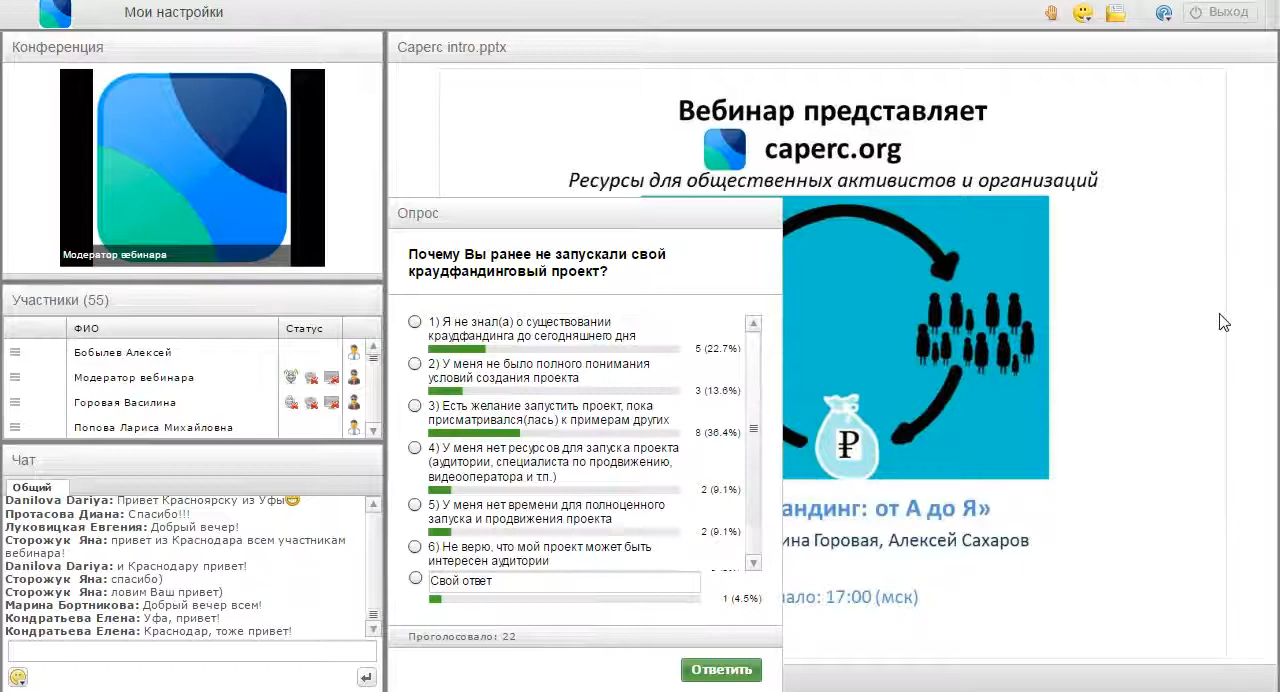 Мои настройки
Выход
Конференция
Модератор вебинара
Участники (55)
ФИО
Статус
Бобылев Алексей
Модератор вебинара
Горовая Василина
Попова Лариса Михайловна
Чат
Общий
Danilova Dariya: Привет Красноярску из Уфы
Протасова Диана: Спасибо!!!
Луковицкая Евгения: Добрый вечер!
Сторожук Яна: привет из Краснодара всем участникам
вебинара!
Danilova Dariya: и Краснодару привет!
Сторожук Яна: спасибо)
Сторожук Яна: ловим Ваш привет)
Марина Бортникова: Добрый вечер всем!
Кондратьева Елена: Уфа, привет!
Кондратьева Елена: Краснодар, тоже привет!
Caperc intro.pptx
Вебинар представляет
caperc.org
Ресурсы для общественных активистов и организаций
Опрос
Почему Вы ранее не запускали свой
краудфандинговый проект?
1) Я не знал(а) о существовании
краудфандинга до сегодняшнего дня
5 (22.7%)
2) У меня не было полного понимания
условий создания проекта
3 (13.6%)
3) Есть желание запустить проект, пока
присматривался(лась) к примерам других
8 (36.4%)
4) У меня нет ресурсов для запуска проекта
(аудитории, специалиста по продвижению,
видеооператора и т.п.)
2 (9.1%)
5) У меня нет времени для полноценного
запуска и продвижения проекта
2 (9.1%)
6) Не верю, что мой проект может быть
интересен аудитории
Свой ответ
1 (4.5%)
Проголосовало: 22
Ответить
₽
андинг: от А до Я»
ина Горовая, Алексей Сахаров
ало: 17:00 (мск)